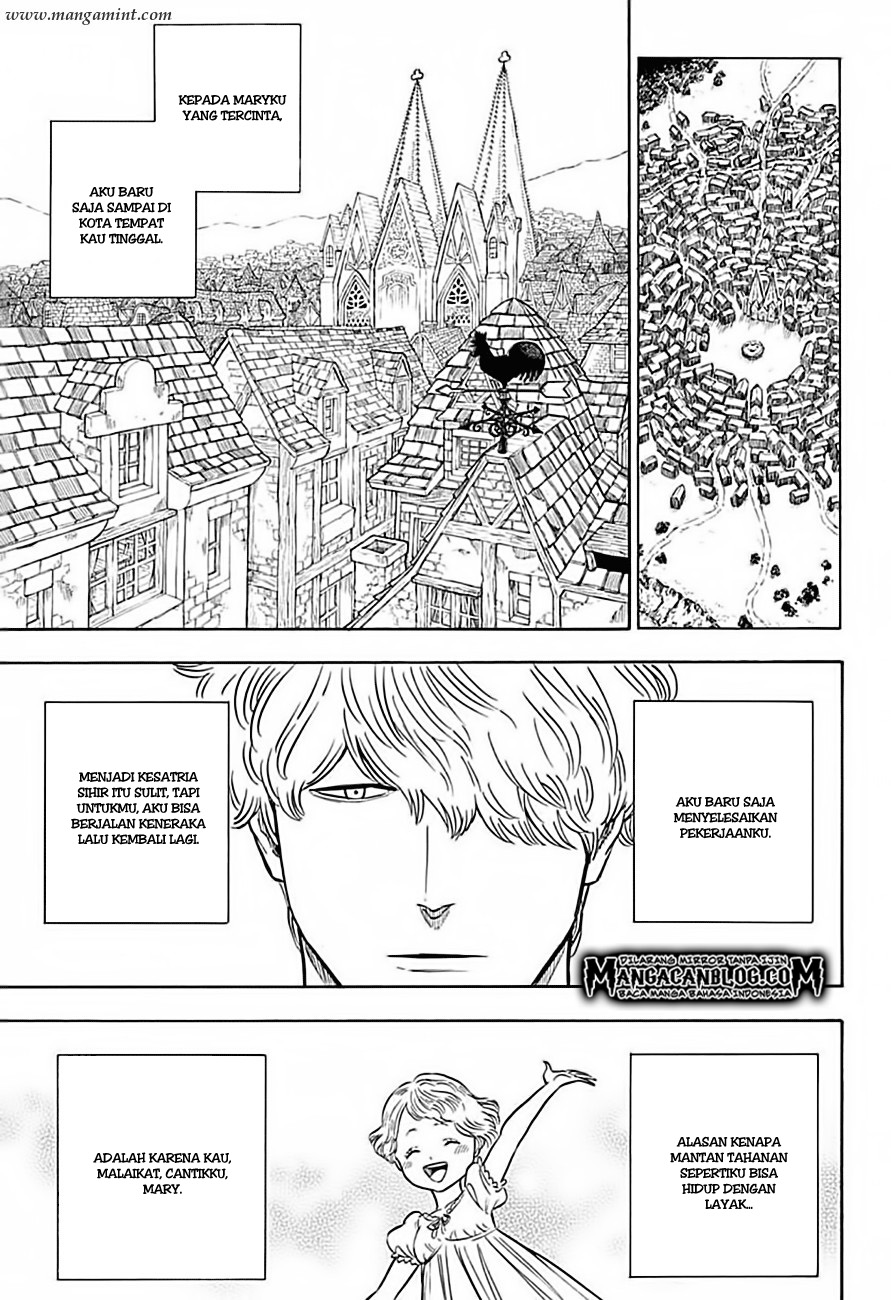 www.mangamint.com
KEPADA MARYKU
YANG TERCINTA,
AKU BARU
SAJA SAMPAI DI
KOTA TEMPAT
KAU TINGGAL.
AKU BARU SAJA
MENYELESAIKAN
PEKERJAANKU.
MENJADI KESATRIA
SIHIR ITU SULIT, TAPI
UNTUKMU, AKU BISA
BERJALAN KENERAKA
LALU KEMBALI LAGI.
DILARANG MIRROR TANPA IJIN
MANGACANBLOG.COM
BACA MANGA BAHASA INDONESIA
ALASAN KENAPA
MANTAN TAHANAN
SEPERTIKU BISA
HIDUP DENGAN
LAYAK...
ADALAH KARENA KAU,
MALAIKAT, CANTIKKU,
MARY.